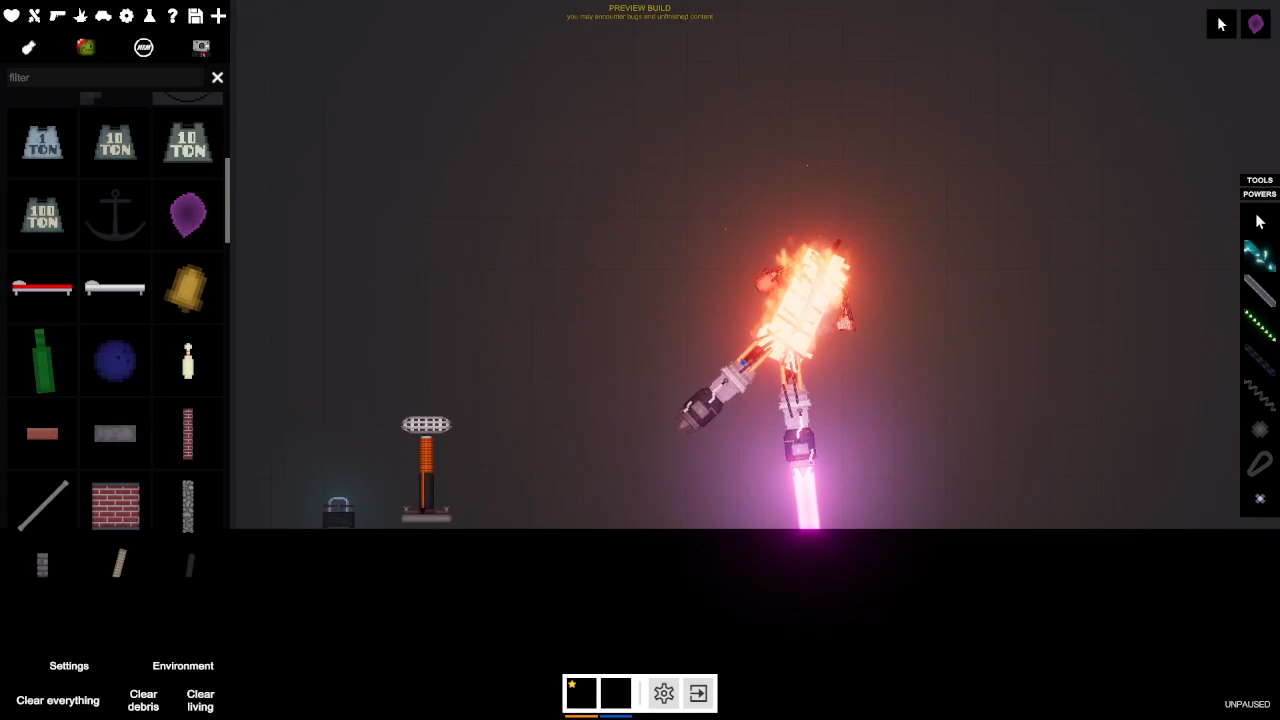 PREVIEW BUILD
you may encounter bugs and unfinished content
filter
1
TON
10
TON
10
TON
100
TON
TOOLS
POWERS
Settings
Environment
Clear everything
Clear
debris
Clear
living
UNPAUSED